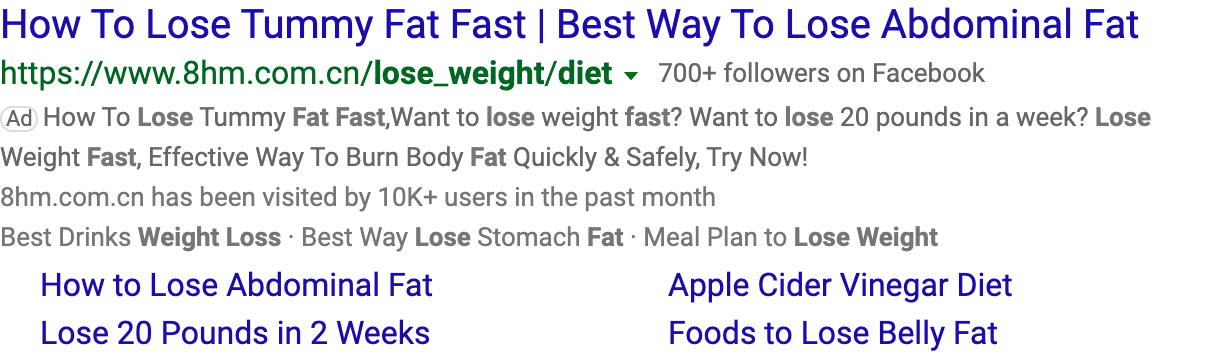 How To Lose Tummy Fat Fast | Best Way To Lose Abdominal Fat
https://www.8hm.com.cn/lose_weight/diet 700+ followers on Facebook
Ad How To Lose Tummy Fat Fast,Want to lose weight fast? Want to lose 20 pounds in a week? Lose
Weight Fast, Effective Way To Burn Body Fat Quickly & Safely, Try Now!
8hm.com.cn has been visited by 10K+ users in the past month
Best Drinks Weight Loss · Best Way Lose Stomach Fat · Meal Plan to Lose Weight
How to Lose Abdominal Fat
Apple Cider Vinegar Diet
Lose 20 Pounds in 2 Weeks
Foods to Lose Belly Fat